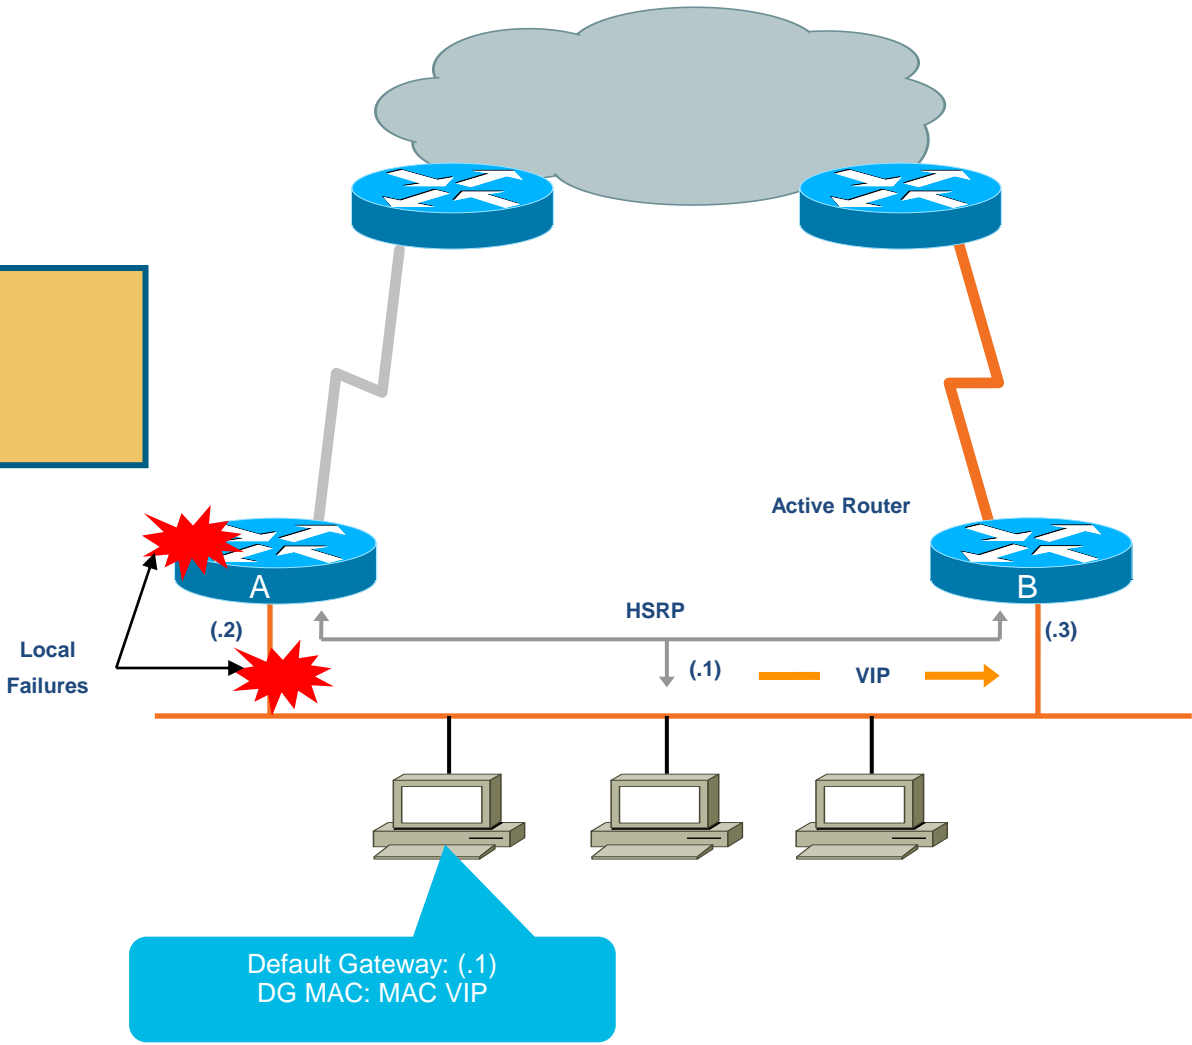 Active Router
A
B
HSRP
(.2)
(.3)
Local
Failures
(.1)
VIP
Default Gateway: (.1)
DG MAC: MAC VIP